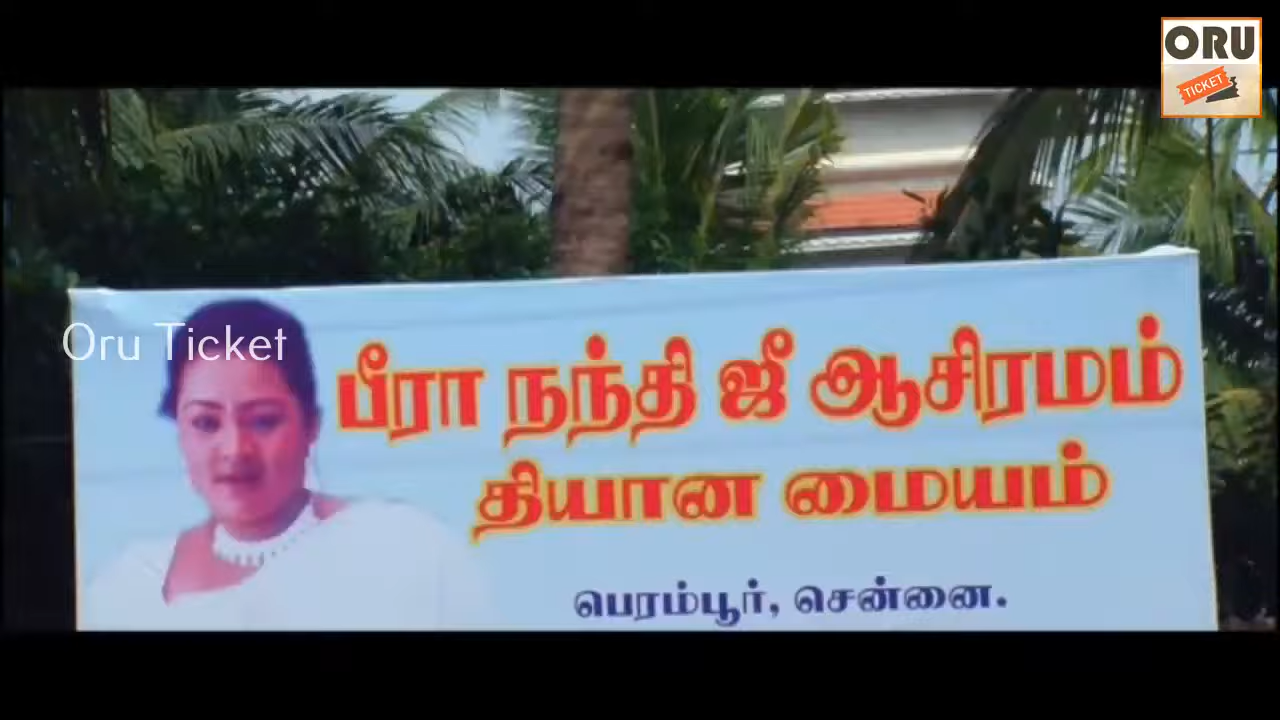 ORU
TICKET
Oru Ticket
பீரா நந்தி ஜீ ஆசிரமம்
தியான மையம்
பெரம்பூர், சென்னை.